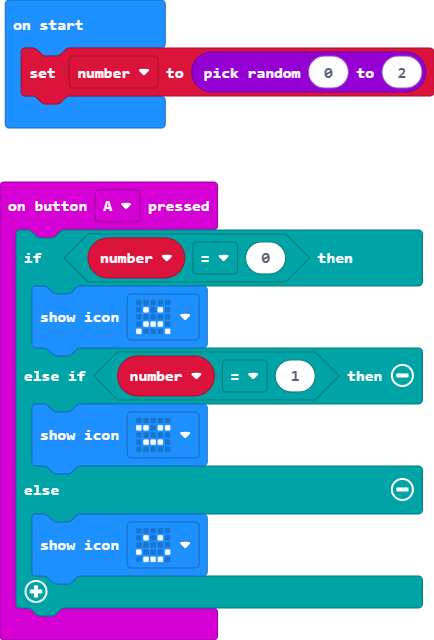 on start
set number to pick random 0 to 2
on button A pressed
if number = 0 then
show icon
else if number = 1 then
show icon
else
show icon